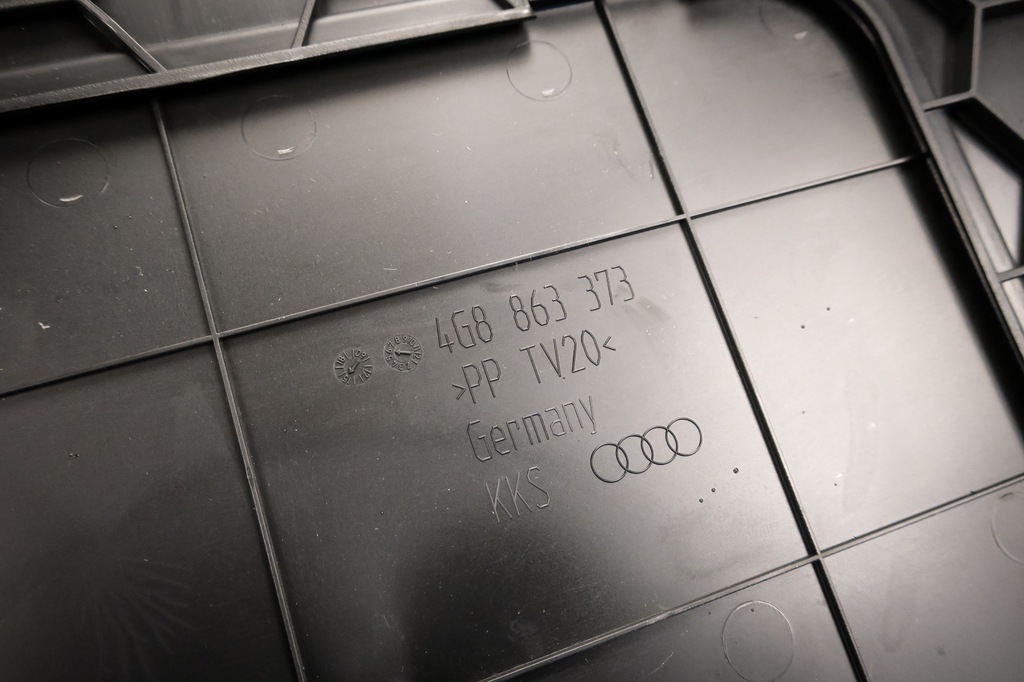 4G8 863 373
>PP TV20<
Germany
KKS